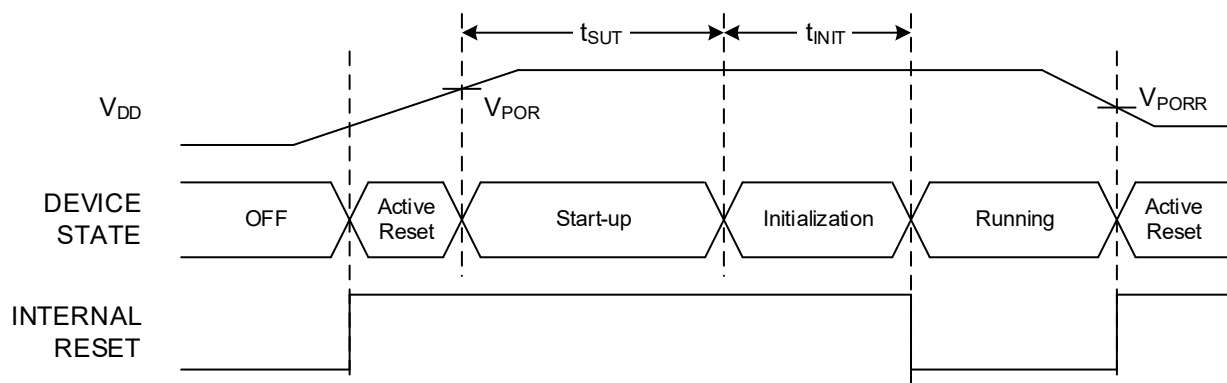 tSUT
tINIT
VDD
VPOR
VPORR
DEVICE
STATE
OFF
Active
Reset
Start-up
Initialization
Running
Active
Reset
INTERNAL
RESET